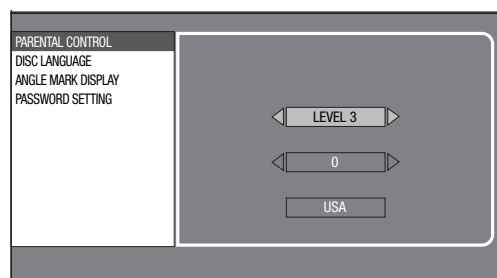 PARENTAL CONTROL
DISC LANGUAGE
ANGLE MARK DISPLAY
PASSWORD SETTING
LEVEL 3
0
USA